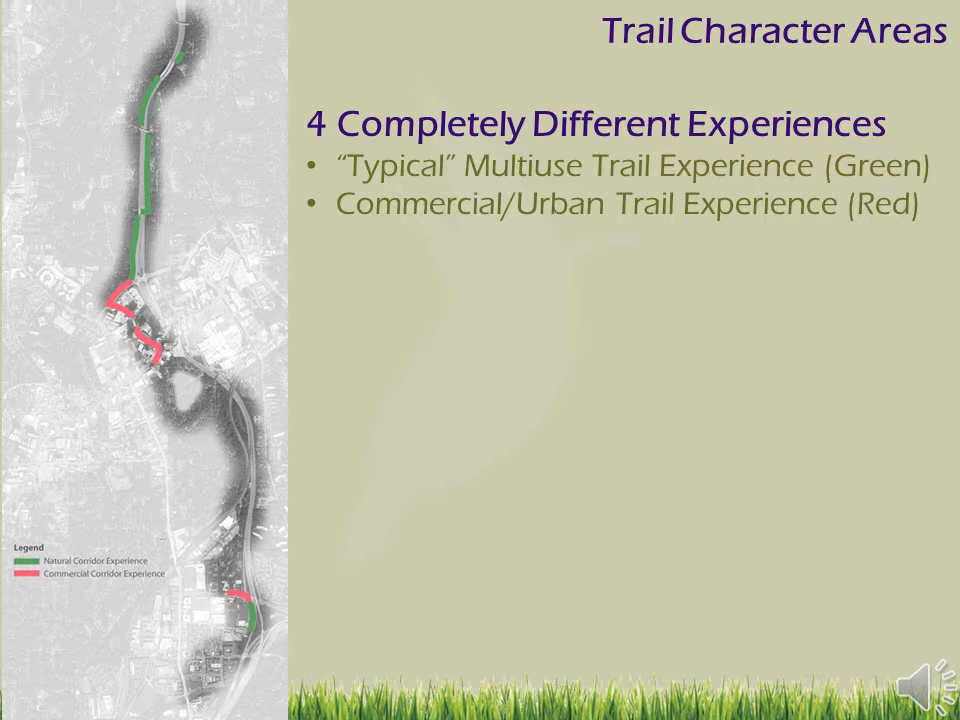 Trail Character Areas
4 Completely Different Experiences
• “Typical” Multiuse Trail Experience (Green)
• Commercial/Urban Trail Experience (Red)
Legend
Natural Corridor Experience
Commercial Corridor Experience